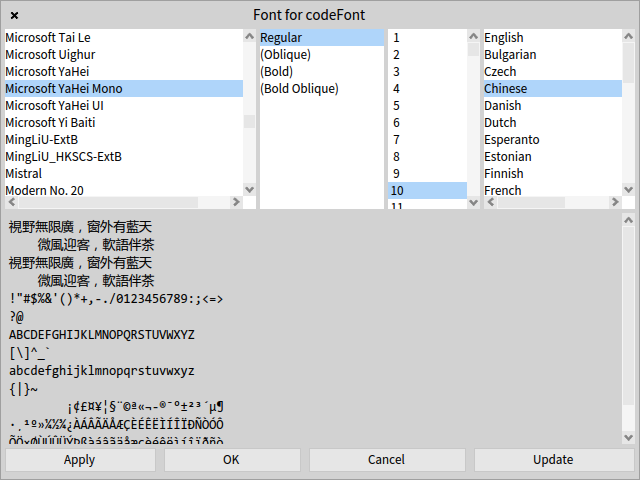 Font for codeFont
Microsoft Tai Le
Microsoft Uighur
Microsoft YaHei
Microsoft YaHei Mono
Microsoft YaHei UI
Microsoft Yi Baiti
MingLiU-ExtB
MingLiU_HKSCS-ExtB
Mistral
Modern No. 20
Regular
(Oblique)
(Bold)
(Bold Oblique)
1
2
3
4
5
6
7
8
9
10
11
English
Bulgarian
Czech
Chinese
Danish
Dutch
Esperanto
Estonian
Finnish
French
視野無限廣，窗外有藍天
微風迎客，軟語伴茶
視野無限廣，窗外有藍天
微風迎客，軟語伴茶
!"#$%&'()*+,-./0123456789:;<=>
?@
ABCDEFGHIJKLMNOPQRSTUVWXYZ
[\]^_`
abcdefghijklmnopqrstuvwxyz
{|}~
¡¢£¤¥¦§¨©ª«¬-®¯°±²³´µ¶
·¸¹º»¼½¾¿ÀÁÂÃÄÅÆÇÈÉÊËÌÍÎÏÐÑÒÓÔ
Apply
OK
Cancel
Update